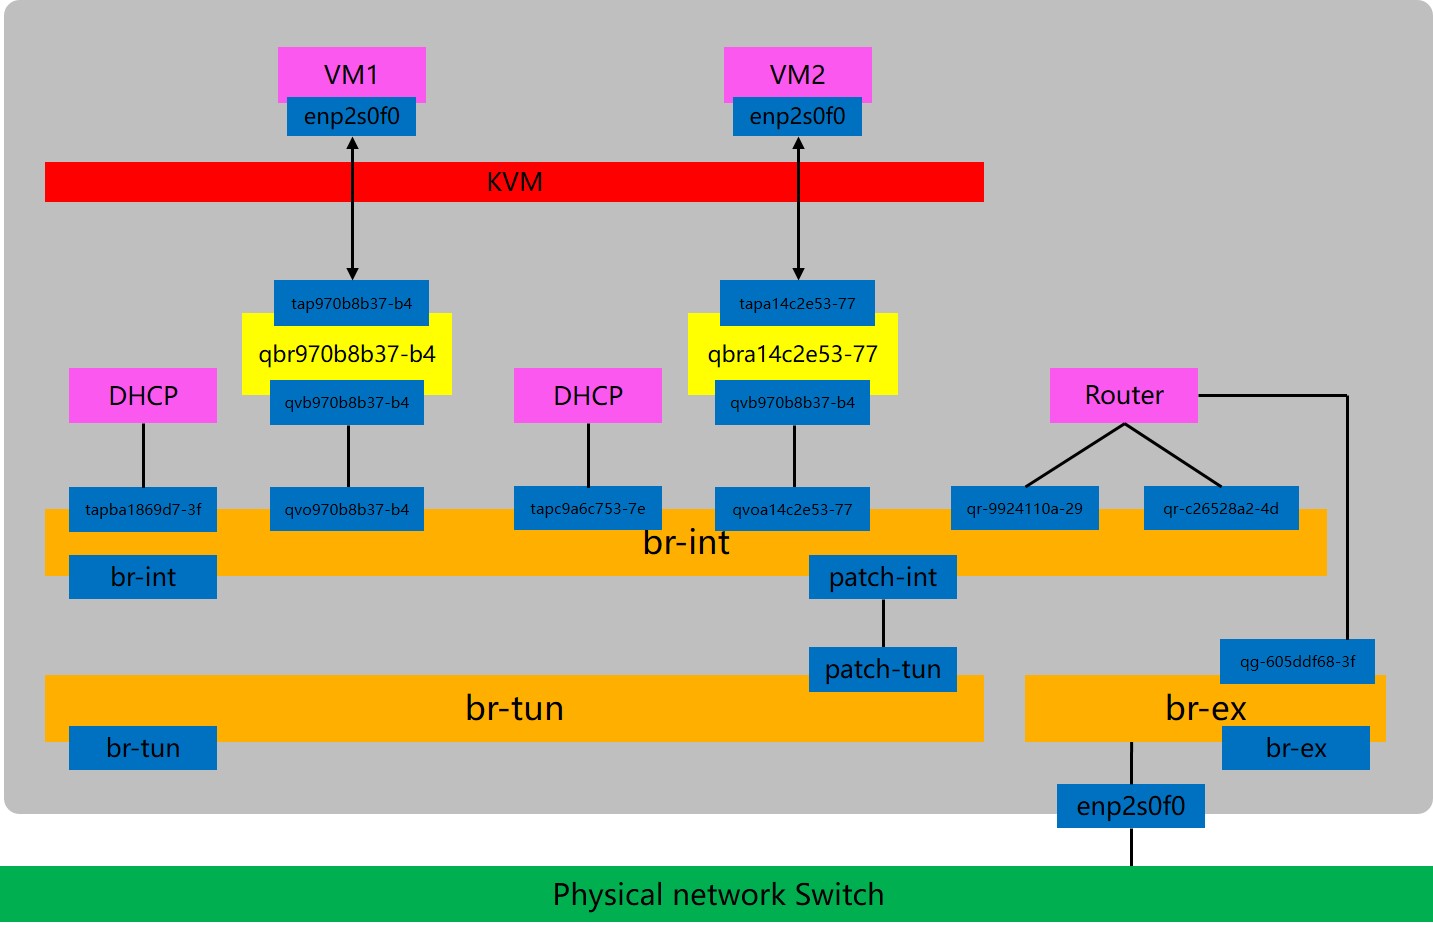 VM1
VM2
enp2s0f0
enp2s0f0
KVM
tap970b8b37-b4
tapa14c2e53-77
qbr970b8b37-b4
qbra14c2e53-77
DHCP
qvb970b8b37-b4
DHCP
qvb970b8b37-b4
Router
tapba1869d7-3f
qvo970b8b37-b4
tapc9a6c753-7e
qvoa14c2e53-77
qr-9924110a-29
qr-c26528a2-4d
br-int
br-int
patch-int
patch-tun
qg-605ddf68-3f
br-tun
br-ex
br-tun
br-ex
enp2s0f0
Physical network Switch